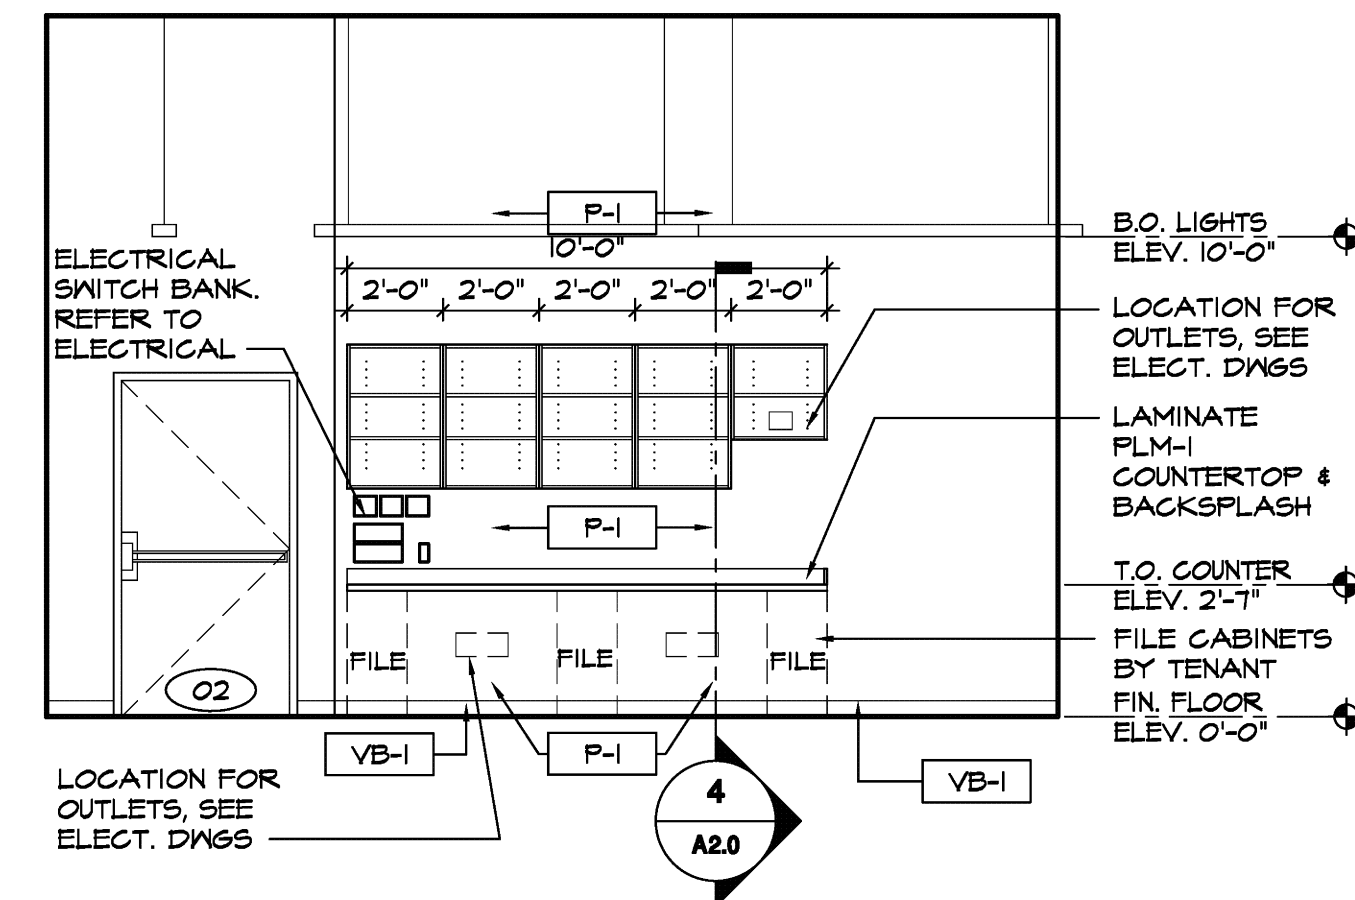 P-1
10'-0"
2'-0" 2'-0" 2'-0" 2'-0" 2'-0"
B.O. LIGHTS
ELEV. 10'-0"
ELECTRICAL
SWITCH BANK.
REFER TO
ELECTRICAL
LOCATION FOR
OUTLETS, SEE
ELECT. DWGS
LAMINATE
PLM-1
COUNTERTOP &
BACKSPLASH
P-1
T.O. COUNTER
ELEV. 2'-7"
FILE FILE FILE
FILE CABINETS
BY TENANT
02
FIN. FLOOR
ELEV. 0'-0"
VB-1 P-1 VB-1
LOCATION FOR
OUTLETS, SEE
ELECT. DWGS
4
A2.0